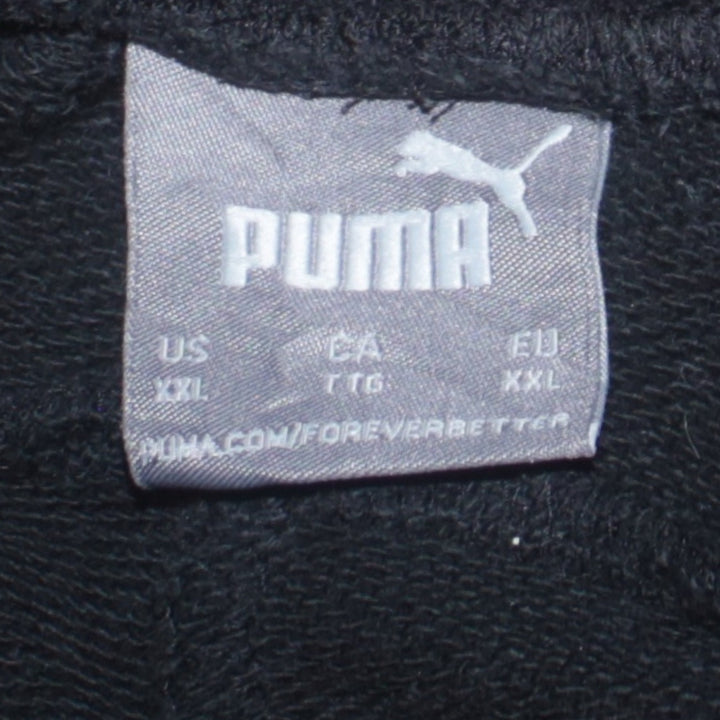 PUMA
US CA EU
XXL TTG XXL
PUMA.COM/FOREVERBETTER